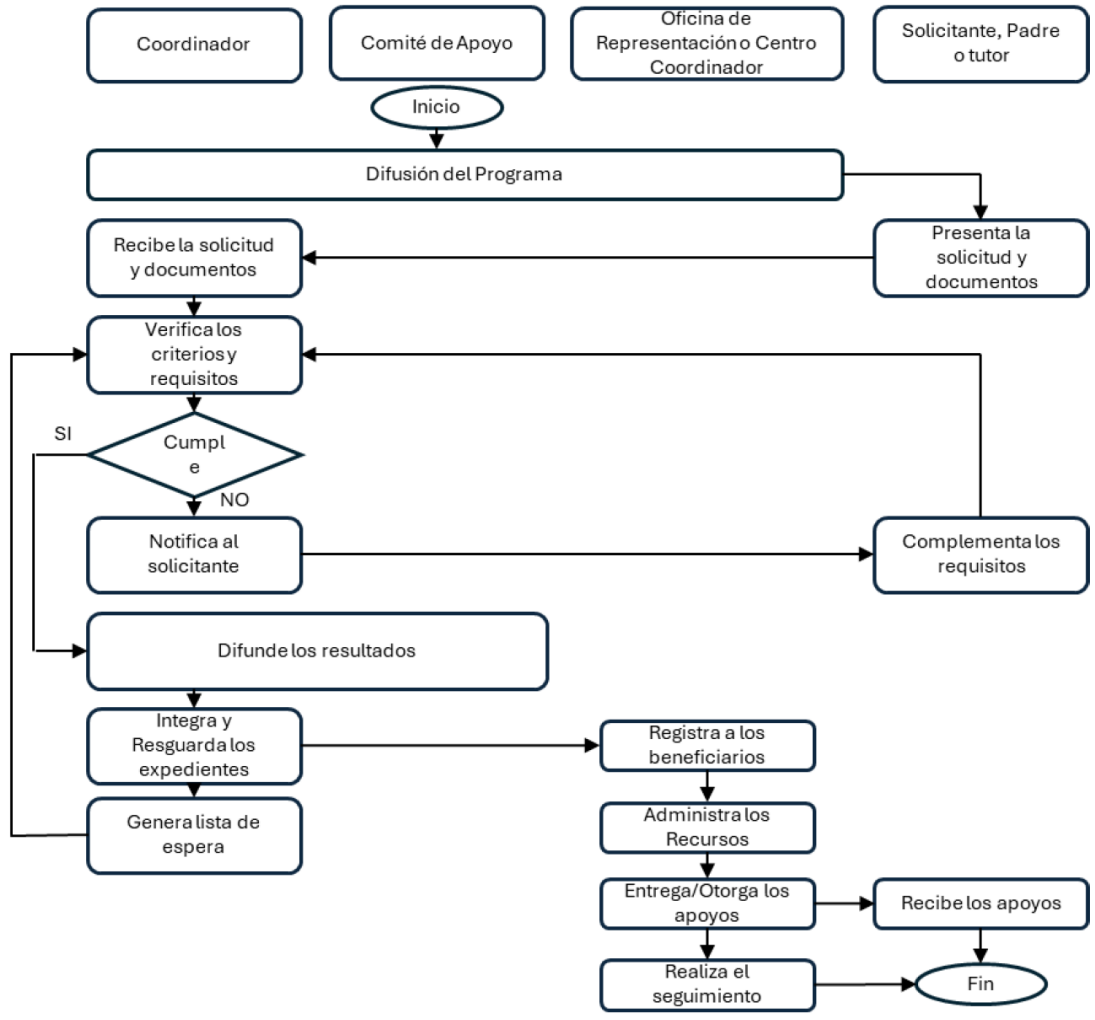 Coordinador
Comité de Apoyo
Oficina de
Representación o Centro
Coordinador
Solicitante, Padre
o tutor
Inicio
Difusión del Programa
Recibe la solicitud
y documentos
Presenta la
solicitud y
documentos
Verifica los
criterios y
requisitos
SI
Cumpl
e
NO
Notifica al
solicitante
Complementa los
requisitos
Difunde los resultados
Integra y
Resguarda los
expedientes
Registra a los
beneficiarios
Genera lista de
espera
Administra los
Recursos
Entrega/Otorga los
apoyos
Recibe los apoyos
Realiza el
seguimiento
Fin